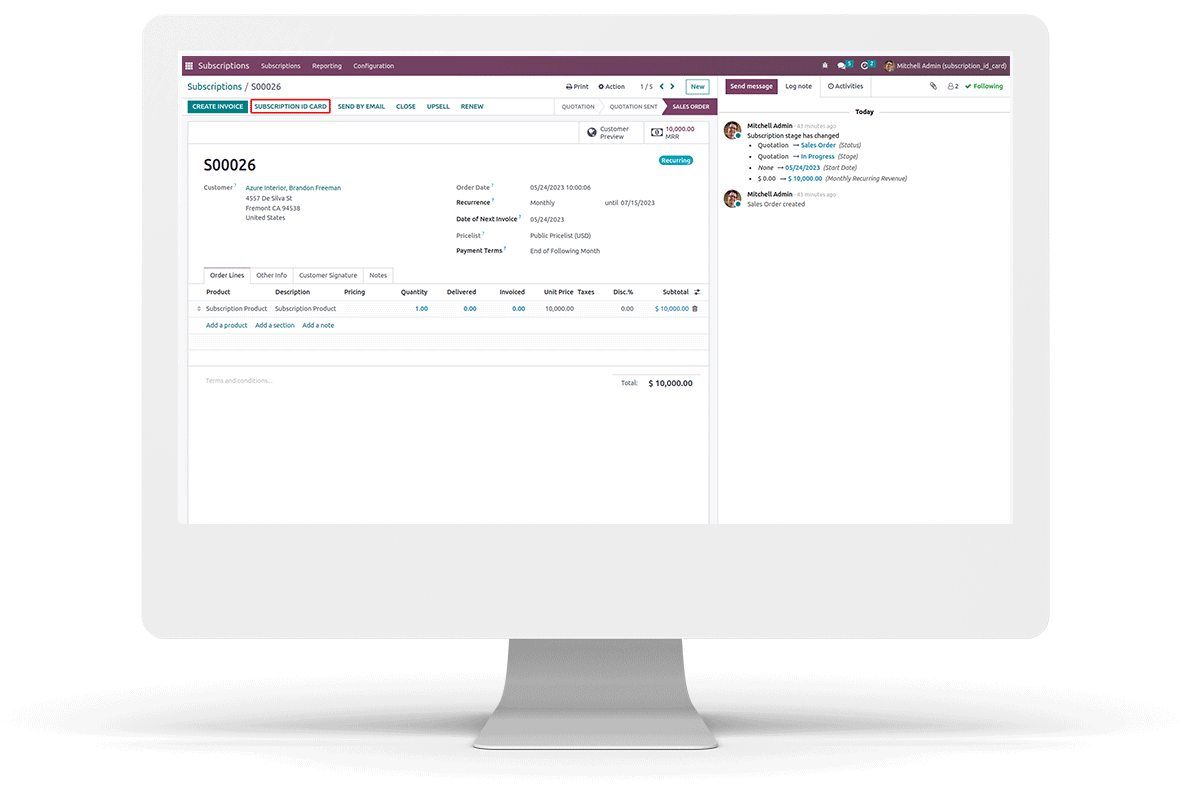 Subscriptions Subscriptions Reporting Configuration 5 2 Mitchell Admin (subscription_id_card)
Subscriptions / S00026 Print Action 1 / 5 New
CREATE INVOICE SUBSCRIPTION ID CARD SEND BY EMAIL CLOSE UPSELL RENEW QUOTATION QUOTATION SENT SALES ORDER
Customer Preview 10,000.00 MRR
S00026 Recurring
Customer ? Azure Interior, Brandon Freeman
4557 De Silva St
Fremont CA 94538
United States
Order Date ? 05/24/2023 10:00:06
Recurrence ? Monthly until 07/15/2023
Date of Next Invoice ? 05/24/2023
Pricelist ? Public Pricelist (USD)
Payment Terms ? End of Following Month
Order Lines Other Info Customer Signature Notes
Product Description Pricing Quantity Delivered Invoiced Unit Price Taxes Disc.% Subtotal
Subscription Product Subscription Product 1.00 0.00 0.00 10,000.00 0.00 $ 10,000.00
Add a product Add a section Add a note
Terms and conditions...
Total: $ 10,000.00
Send message Log note Activities 2 Following
Today
Mitchell Admin - 43 minutes ago
Subscription stage has changed
• Quotation → Sales Order (Status)
• Quotation → In Progress (Stage)
• None → 05/24/2023 (Start Date)
• $ 0.00 → $ 10,000.00 (Monthly Recurring Revenue)
Mitchell Admin - 43 minutes ago
Sales Order created